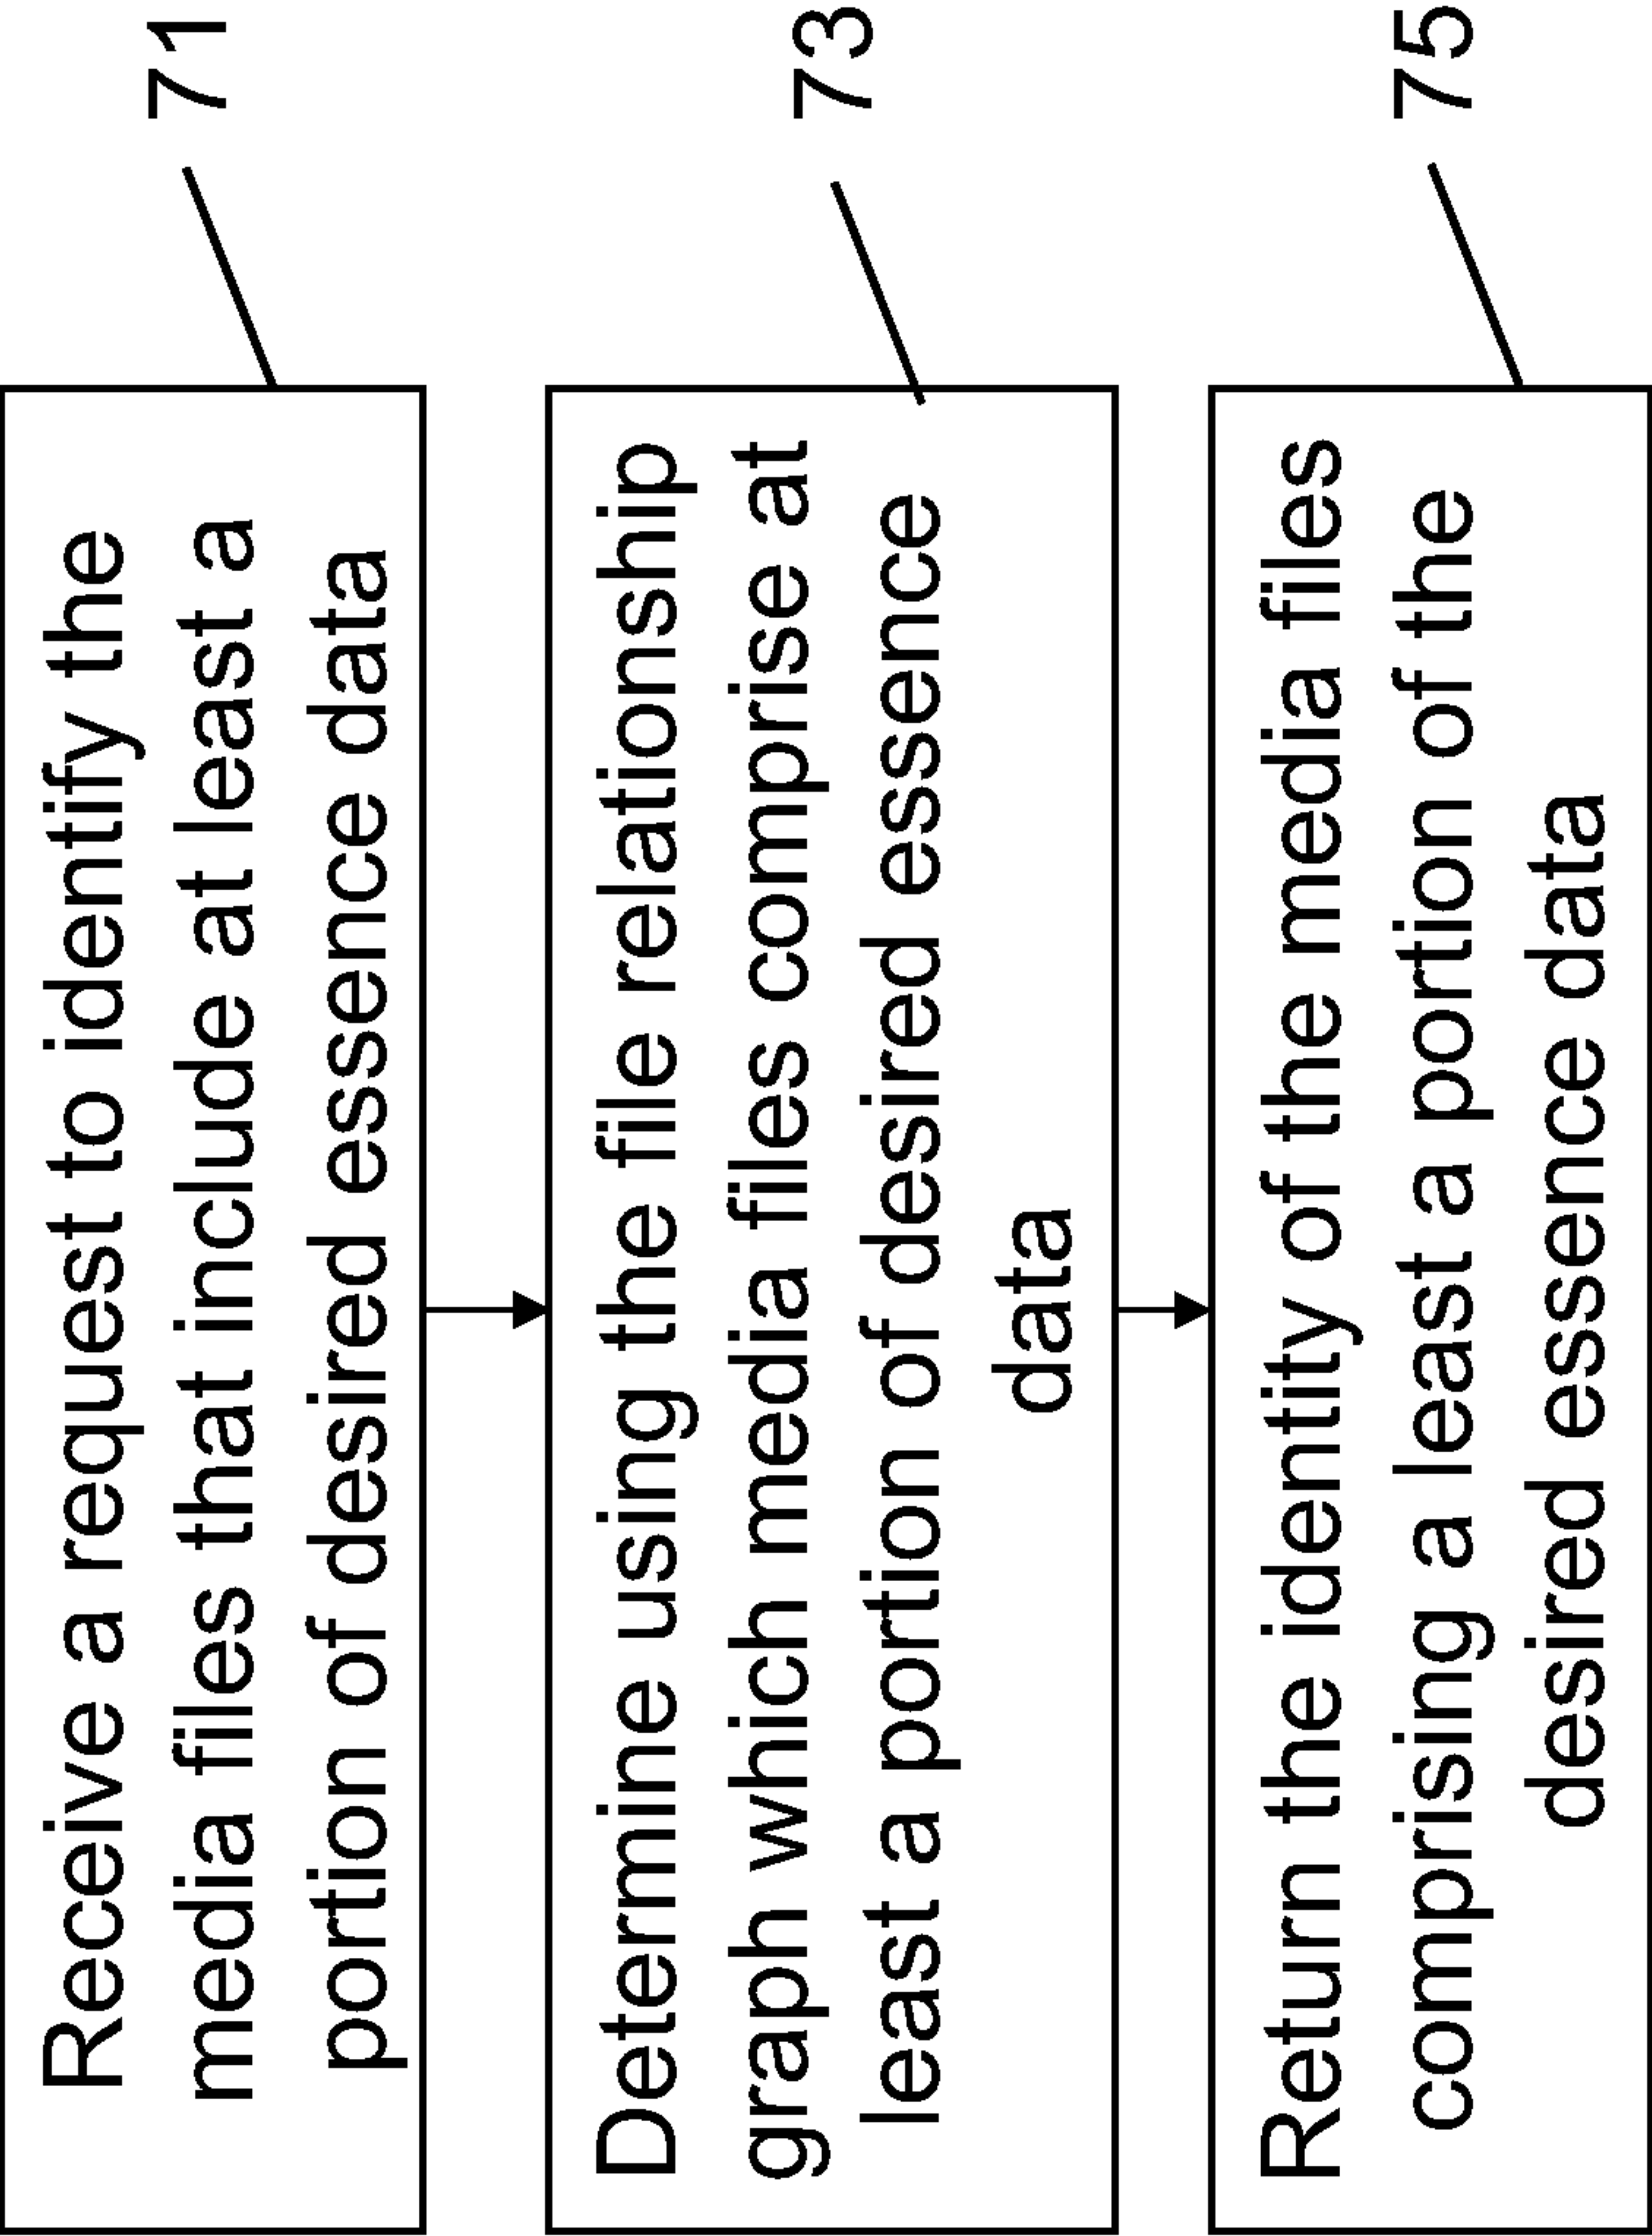 Receive a request to identify the
media files that include at least a
portion of desired essence data
71
Determine using the file relationship
graph which media files comprise at
least a portion of desired essence
data
73
Return the identity of the media files
comprising a least a portion of the
desired essence data
75